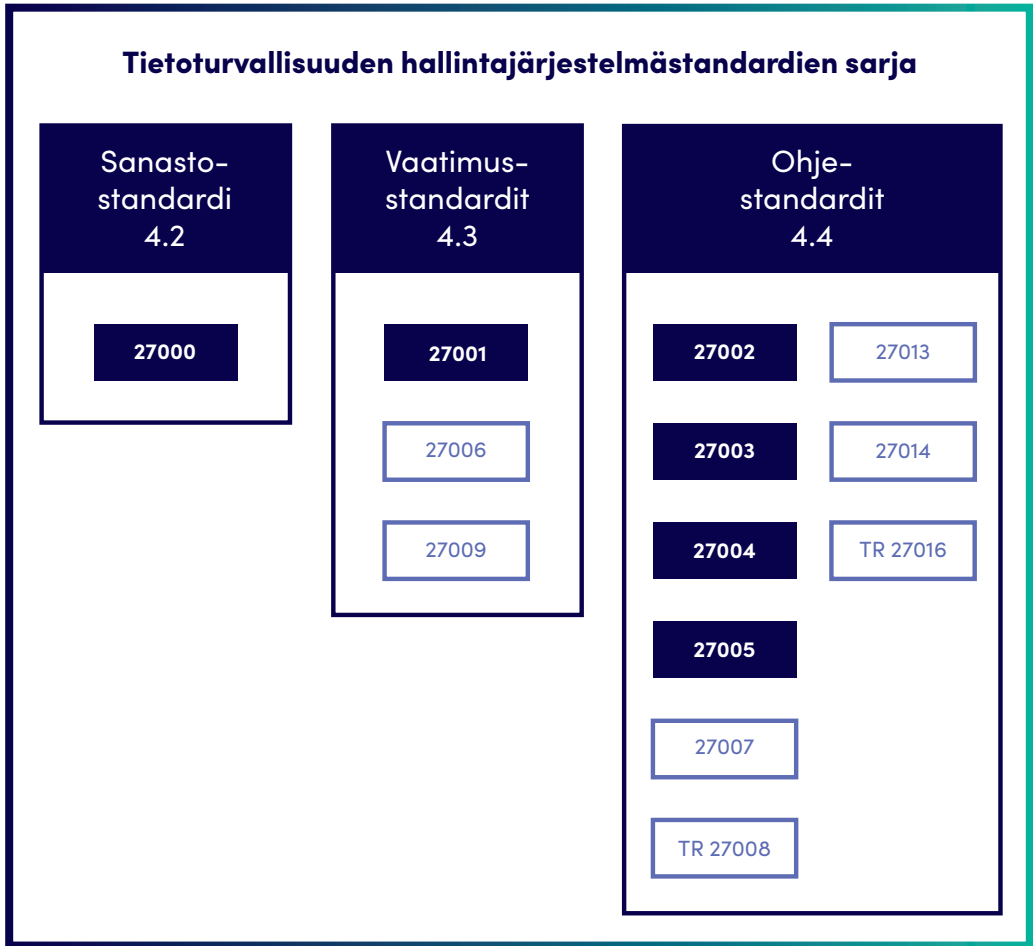 Tietoturvallisuuden hallintajärjestelmästandardien sarja
Sanasto-
standardi
4.2
27000
Vaatimus-
standardit
4.3
27001
27006
27009
Ohje-
standardit
4.4
27002
27003
27004
27005
27007
TR 27008
27013
27014
TR 27016